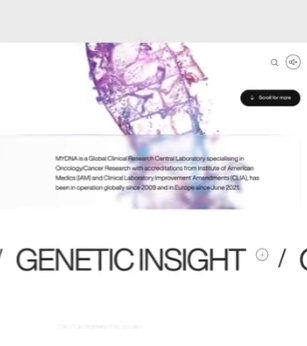 Scroll for more
MYDNA is a Global Clinical Research Central Laboratory specialising in
Oncology/Cancer Research with accreditations from Institute of American
Medics (IAM) and Clinical Laboratory Improvement Amendments (CLIA), has
been in operation globally since 2009 and in Europe since June 2021.
/ GENETIC INSIGHT /